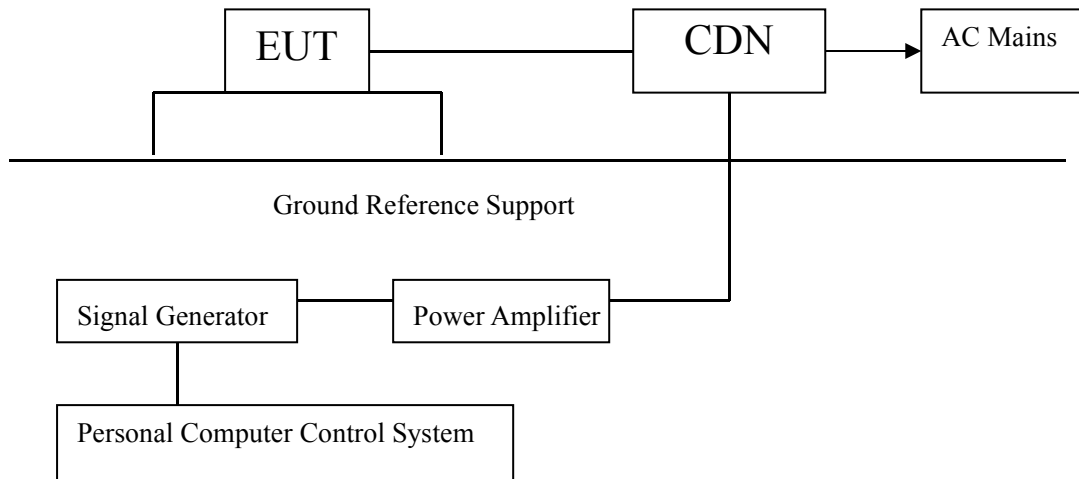 EUT
CDN
AC Mains
Ground Reference Support
Signal Generator
Power Amplifier
Personal Computer Control System